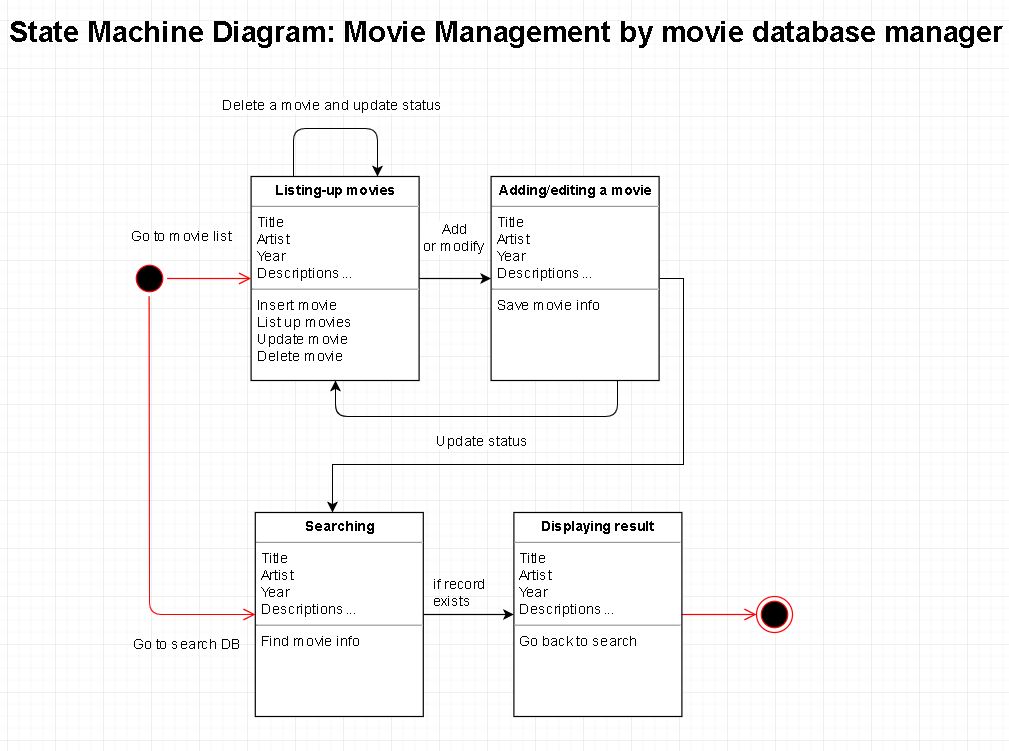 State Machine Diagram: Movie Management by movie database manager
Delete a movie and update status
Go to movie list
Listing-up movies
Title
Artist
Year
Descriptions ...
Insert movie
List up movies
Update movie
Delete movie
Add
or modify
Adding/editing a movie
Title
Artist
Year
Descriptions ...
Save movie info
Update status
Go to search DB
Searching
Title
Artist
Year
Descriptions ...
Find movie info
if record
exists
Displaying result
Title
Artist
Year
Descriptions ...
Go back to search